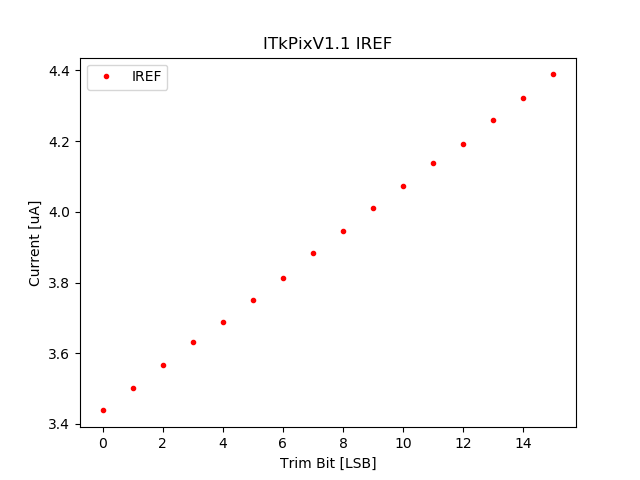 ITkPixV1.1 IREF
IREF
4.4
4.2
4.0
3.8
3.6
3.4
Current [uA]
0 2 4 6 8 10 12 14
Trim Bit [LSB]